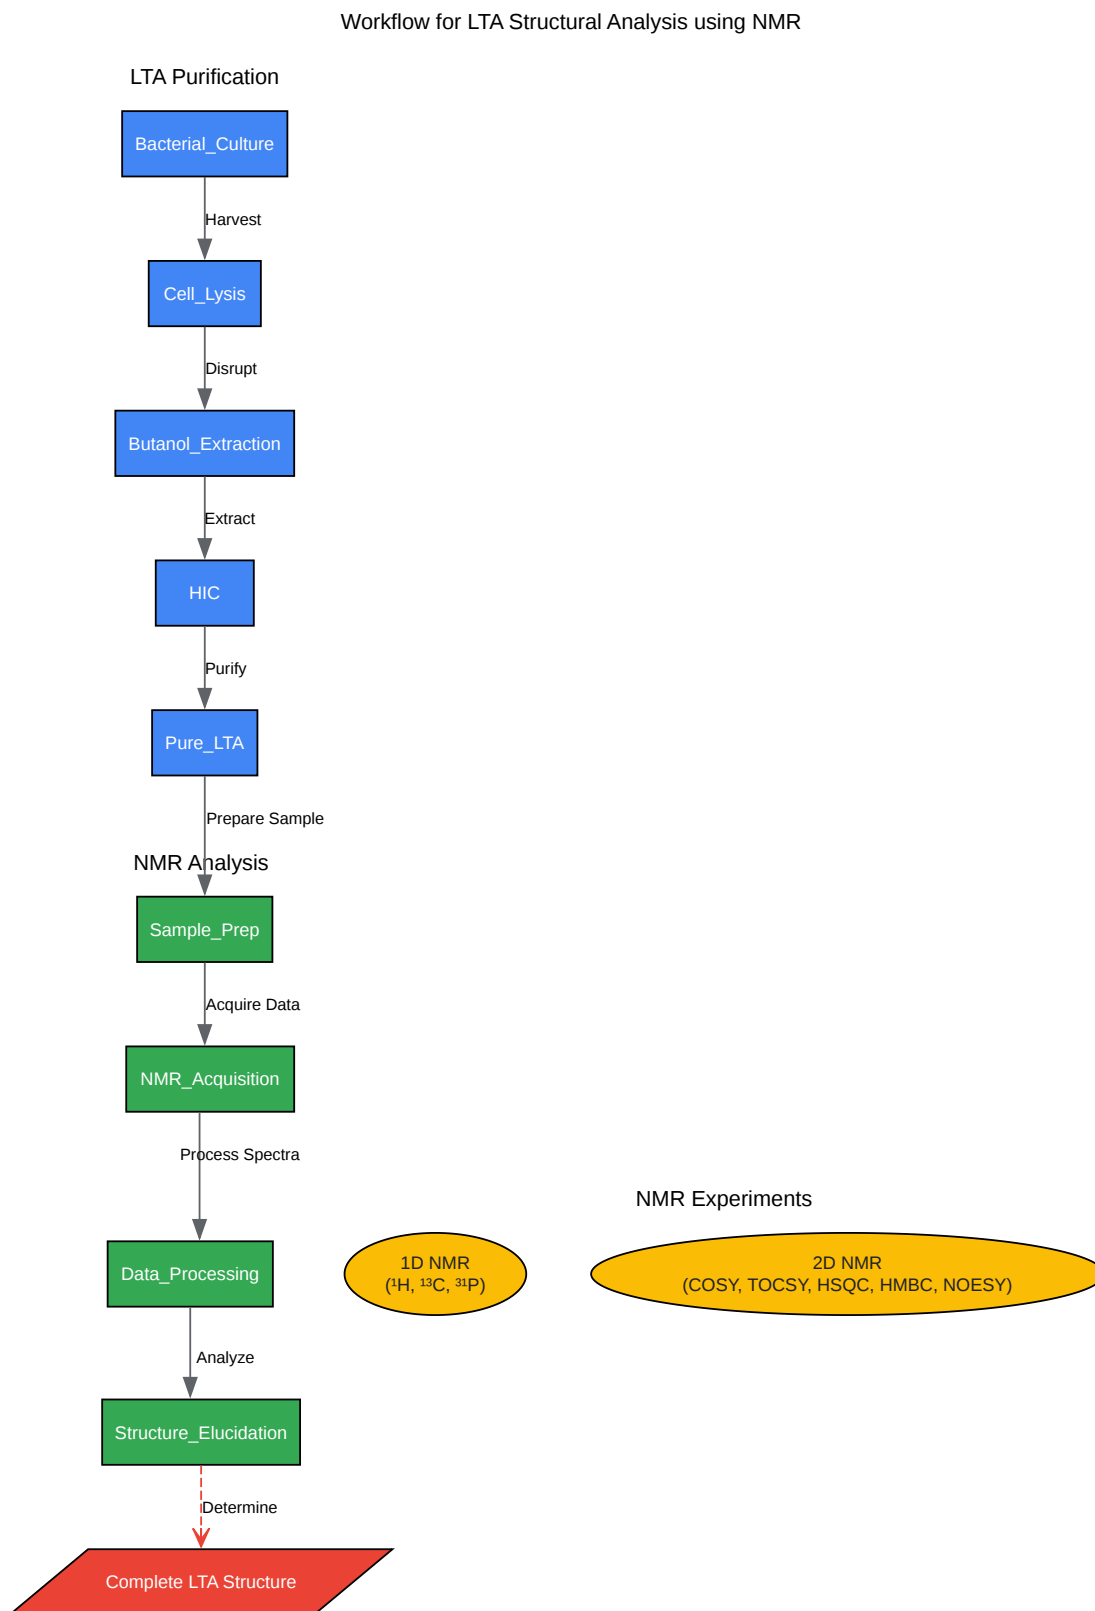 Workflow for LTA Structural Analysis using NMR
LTA Purification
Bacterial_Culture
Harvest
Cell_Lysis
Disrupt
Butanol_Extraction
Extract
HIC
Purify
Pure_LTA
Prepare Sample
NMR Analysis
Sample_Prep
Acquire Data
NMR_Acquisition
Process Spectra
NMR Experiments
Data_Processing
1D NMR
(¹H, ¹³C, ³¹P)
2D NMR
(COSY, TOCSY, HSQC, HMBC, NOESY)
Analyze
Structure_Elucidation
Determine
Complete LTA Structure